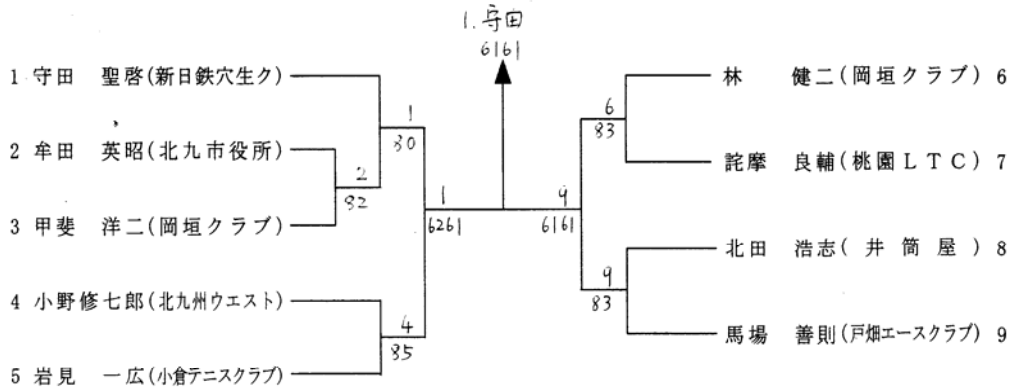 1.守田
6161
1 守田 聖啓(新日鉄穴生ク)
2 牟田 英昭(北九市役所)
3 甲斐 洋二(岡垣クラブ)
4 小野修七郎(北九州ウエスト)
5 岩見 一広(小倉テニスクラブ)
1
80
2
82
4
85
1
6261
9
6161
6
83
9
83
林 健二(岡垣クラブ) 6
詫摩 良輔(桃園LTC) 7
北田 浩志(井筒屋) 8
馬場 善則(戸畑エースクラブ) 9